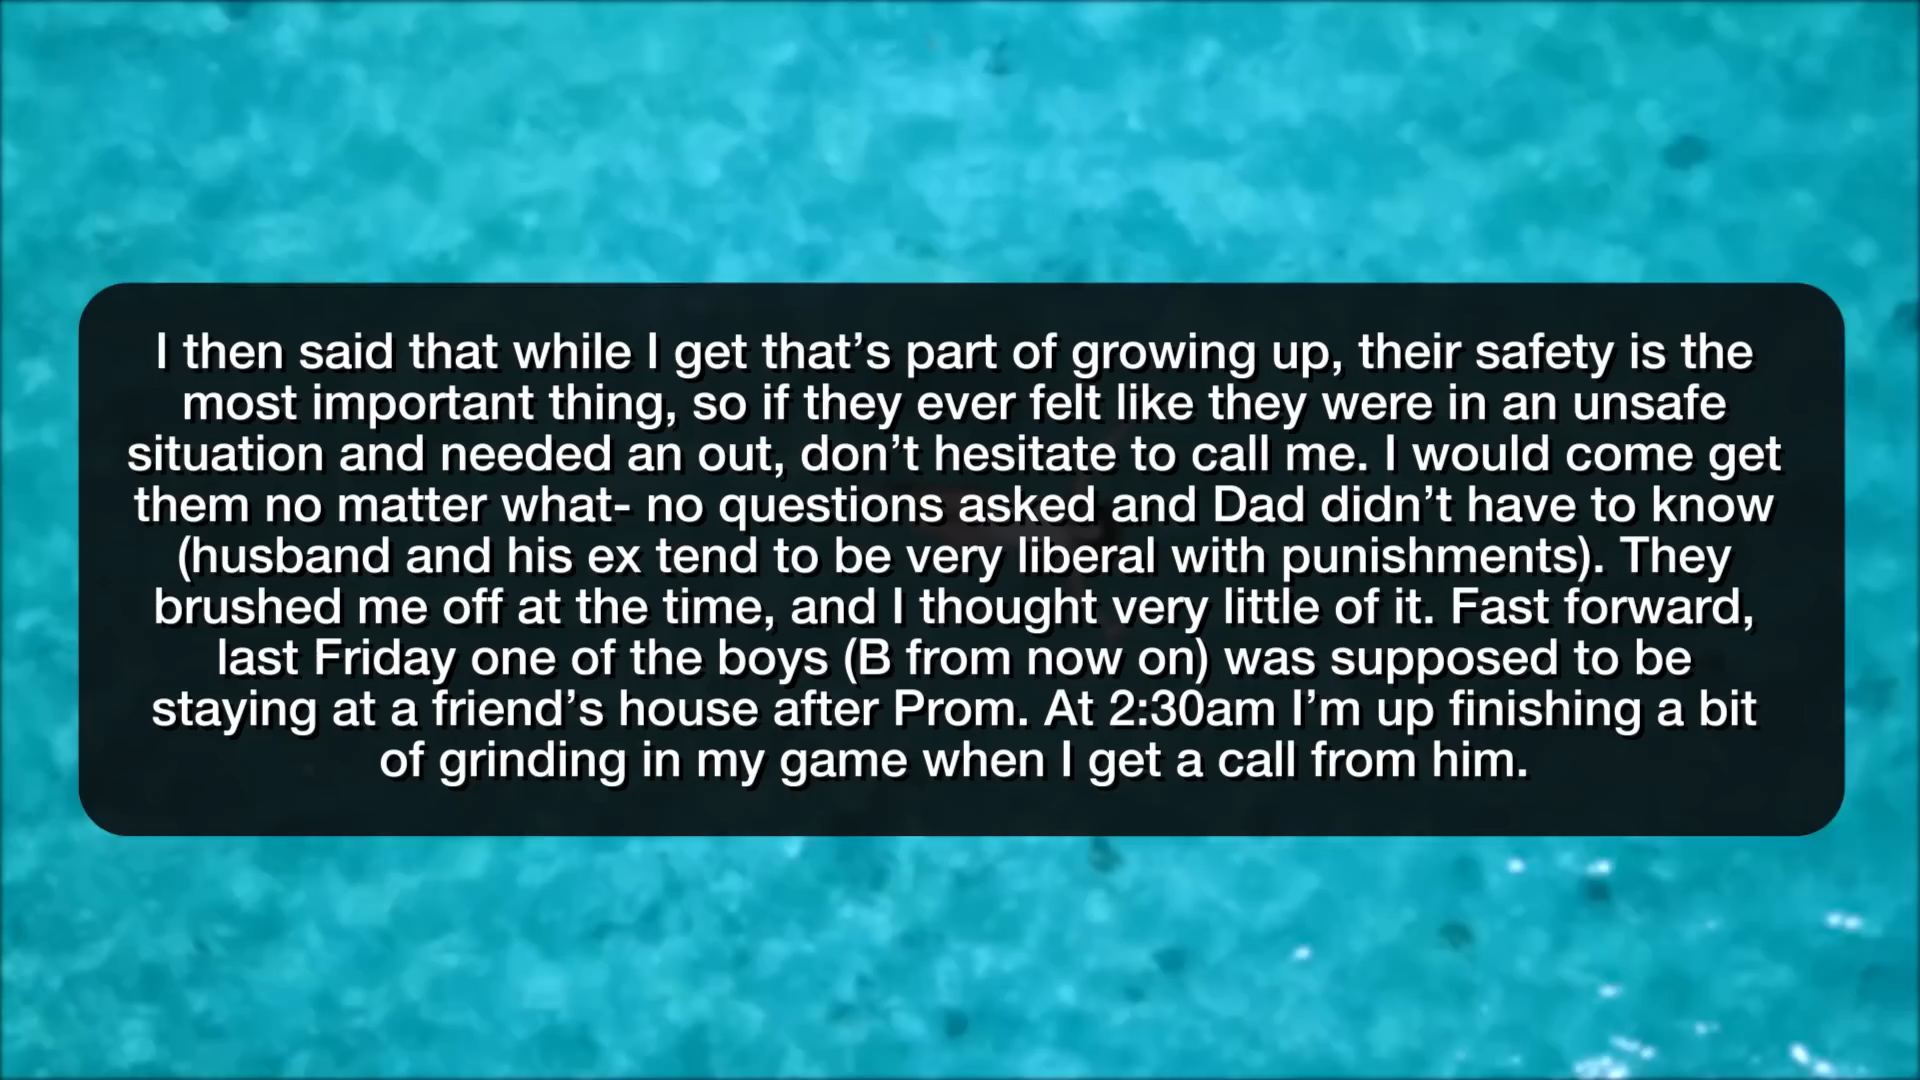 I then said that while I get that’s part of growing up, their safety is the
most important thing, so if they ever felt like they were in an unsafe
situation and needed an out, don’t hesitate to call me. I would come get
them no matter what- no questions asked and Dad didn’t have to know
(husband and his ex tend to be very liberal with punishments). They
brushed me off at the time, and I thought very little of it. Fast forward,
last Friday one of the boys (B from now on) was supposed to be
staying at a friend’s house after Prom. At 2:30am I’m up finishing a bit
of grinding in my game when I get a call from him.